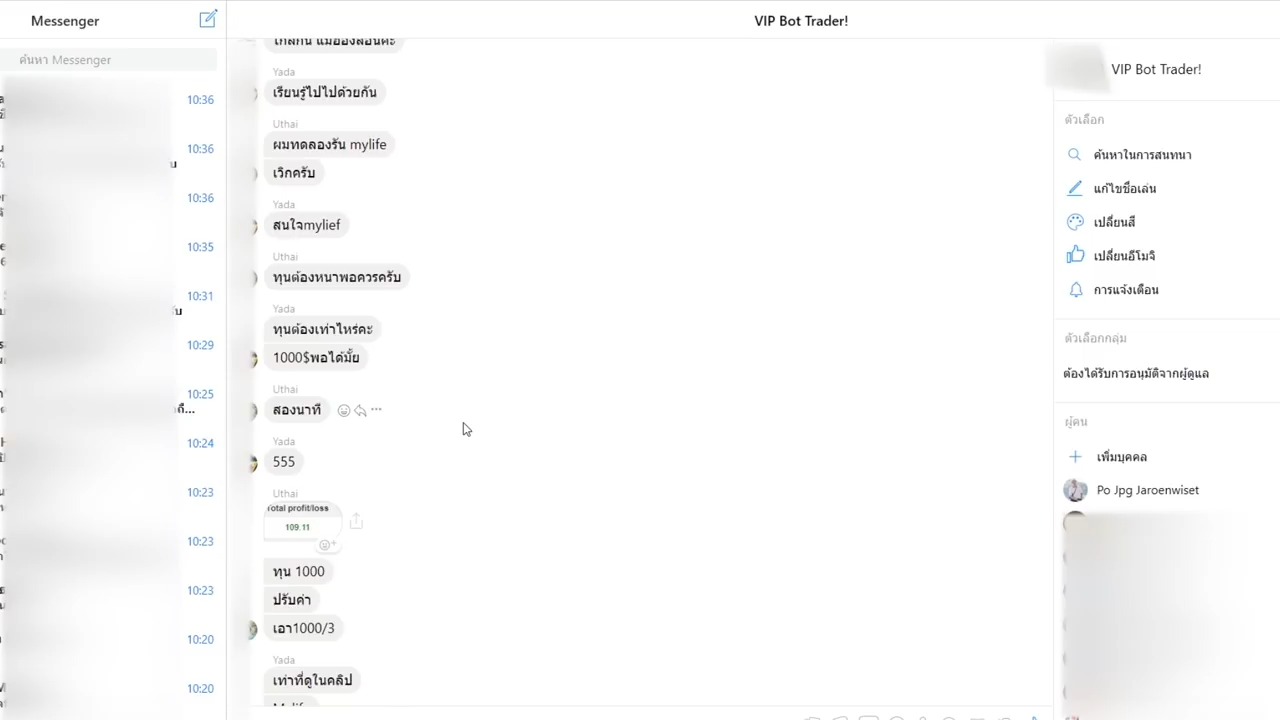 Messenger
VIP Bot Trader!
ค้นหา Messenger
10:36
10:36
10:36
10:35
10:31
10:29
10:25
10:24
10:23
10:23
10:23
10:20
10:20
Yada
เรียนรู้ไปไปด้วยกัน
Uthai
ผมทดลองรัน mylife
เวิกครับ
Yada
สนใจmylief
Uthai
ทุนต้องหนาพอควรครับ
Yada
ทุนต้องเท่าไหร่คะ
1000$พอได้มั้ย
Uthai
สองนาที
Yada
555
Uthai
Total profit/loss
109.11
ทุน 1000
ปรับค่า
เอา1000/3
Yada
เท่าที่ดูในคลิป
VIP Bot Trader!
ตัวเลือก
ค้นหาในการสนทนา
แก้ไขชื่อเล่น
เปลี่ยนสี
เปลี่ยนอีโมจิ
การแจ้งเตือน
ตัวเลือกกลุ่ม
ต้องได้รับการอนุมัติจากผู้ดูแล
ผู้คน
เพิ่มบุคคล
Po Jpg Jaroenwiset